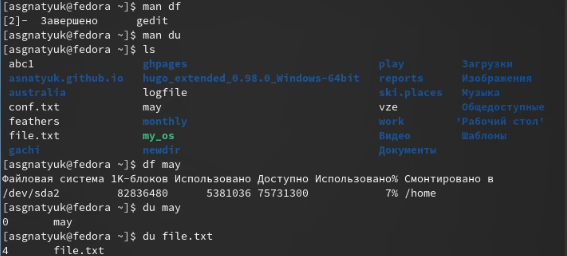 [asgnatyuk@fedora ~]$ man df
[2]-  Завершено      gedit
[asgnatyuk@fedora ~]$ man du
[asgnatyuk@fedora ~]$ ls
abc1 ghpages play Загрузки
asnatyuk.github.io hugo_extended_0.98.0_Windows-64bit reports Изображения
australia logfile ski.places Музыка
conf.txt may vze Общедоступные
feathers monthly work 'Рабочий стол'
file.txt my_os Видео Шаблоны
gachi newdir Документы
[asgnatyuk@fedora ~]$ df may
Файловая система 1K-блоков Использовано Доступно Использовано% Смонтировано в
/dev/sda2 82836480 5381036 75731300 7% /home
[asgnatyuk@fedora ~]$ du may
0 may
[asgnatyuk@fedora ~]$ du file.txt
4 file.txt